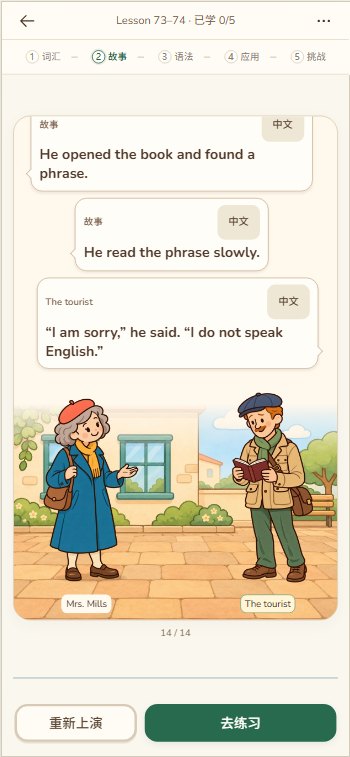 Lesson 73–74 · 已学 0/5
1 词汇 – 2 故事 – 3 语法 – 4 应用 – 5 挑战
故事
中文
He opened the book and found a
phrase.
故事
中文
He read the phrase slowly.
The tourist
中文
“I am sorry,” he said. “I do not speak
English.”
Mrs. Mills
The tourist
14 / 14
重新上演
去练习